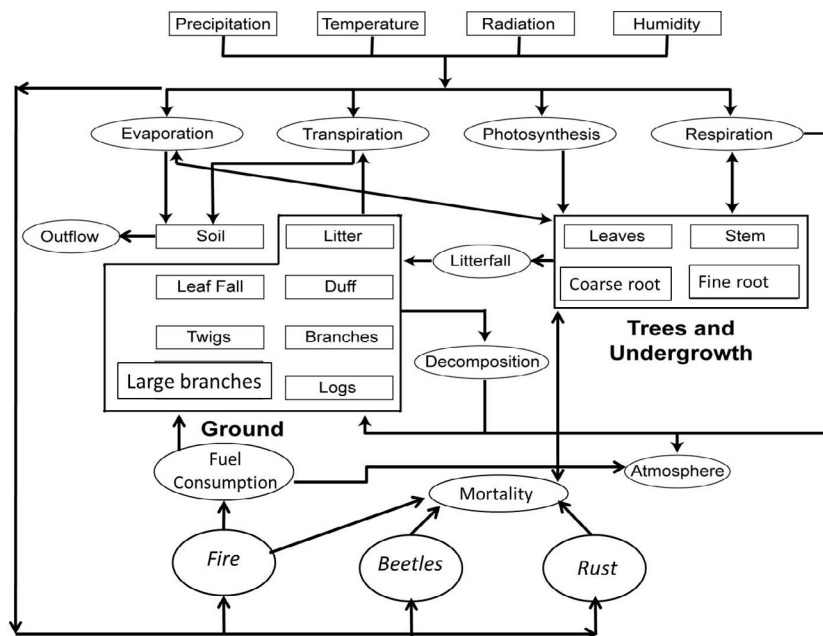 Precipitation
Temperature
Radiation
Humidity
Evaporation
Transpiration
Photosynthesis
Respiration
Outflow
Soil
Litter
Litterfall
Leaves
Stem
Leaf Fall
Duff
Coarse root
Fine root
Twigs
Branches
Trees and
Undergrowth
Decomposition
Large branches
Logs
Ground
Fuel
Consumption
Atmosphere
Mortality
Fire
Beetles
Rust